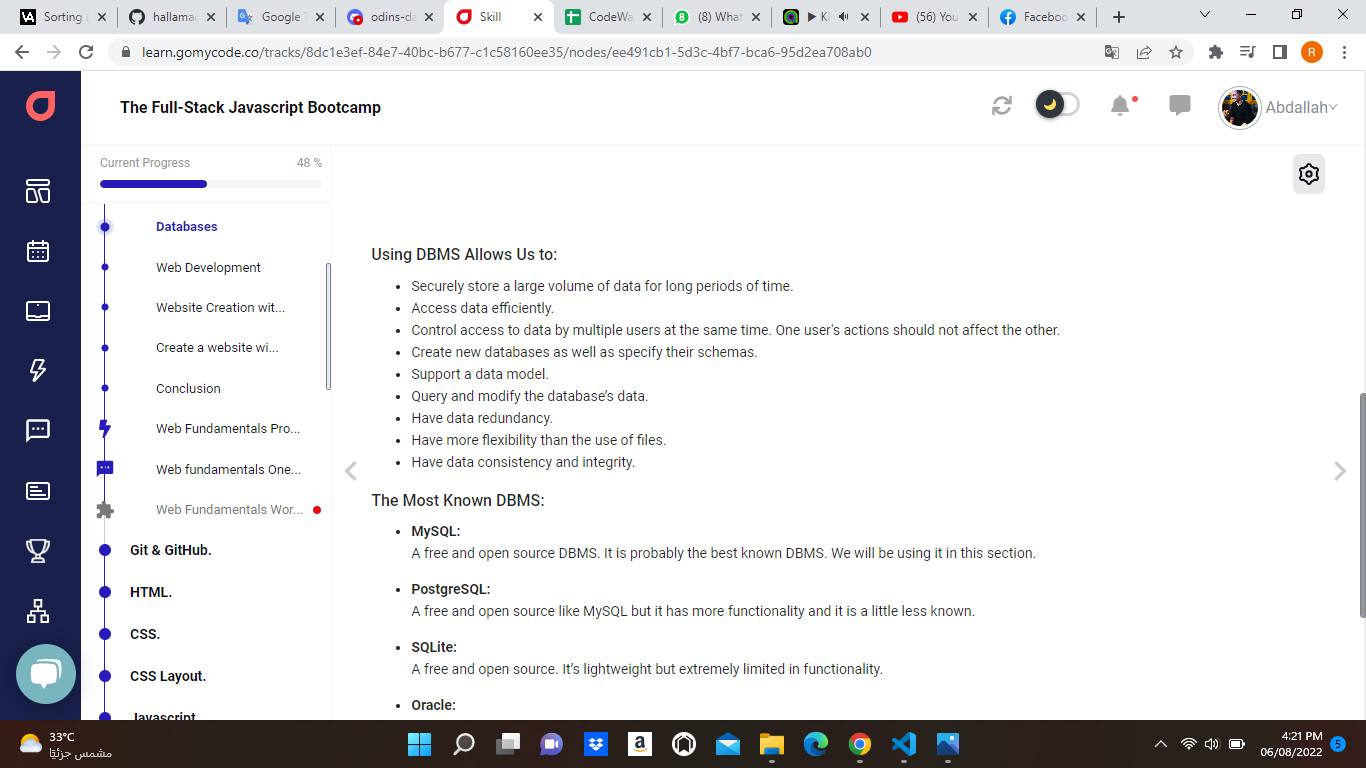 Sorting
hallamad
Google T
odins-da
Skill
CodeWa
(8) What
(56) You
Faceboo
learn.gomycode.co/tracks/8dc1e3ef-84e7-40bc-b677-c1c58160ee35/nodes/ee491cb1-5d3c-4bf7-bca6-95d2ea708ab0
R
The Full-Stack Javascript Bootcamp
Abdallah
Current Progress
48 %
Databases
Web Development
Website Creation wit...
Create a website wi...
Conclusion
Web Fundamentals Pro...
Web fundamentals One...
Web Fundamentals Wor...
Git & GitHub.
HTML.
CSS.
CSS Layout.
Javascript
Using DBMS Allows Us to:
• Securely store a large volume of data for long periods of time.
• Access data efficiently.
• Control access to data by multiple users at the same time. One user's actions should not affect the other.
• Create new databases as well as specify their schemas.
• Support a data model.
• Query and modify the database’s data.
• Have data redundancy.
• Have more flexibility than the use of files.
• Have data consistency and integrity.
The Most Known DBMS:
• MySQL:
A free and open source DBMS. It is probably the best known DBMS. We will be using it in this section.
• PostgreSQL:
A free and open source like MySQL but it has more functionality and it is a little less known.
• SQLite:
A free and open source. It’s lightweight but extremely limited in functionality.
• Oracle:
33°C
مشمس جزئيًا
4:21 PM
06/08/2022
5